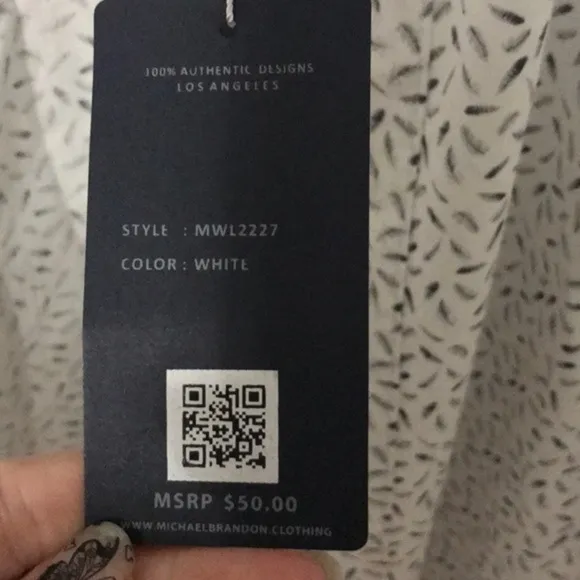 100% AUTHENTIC DESIGNS
LOS ANGELES
STYLE : MWL2227
COLOR : WHITE
MSRP $50.00
WWW.MICHAELBRANDON.CLOTHING